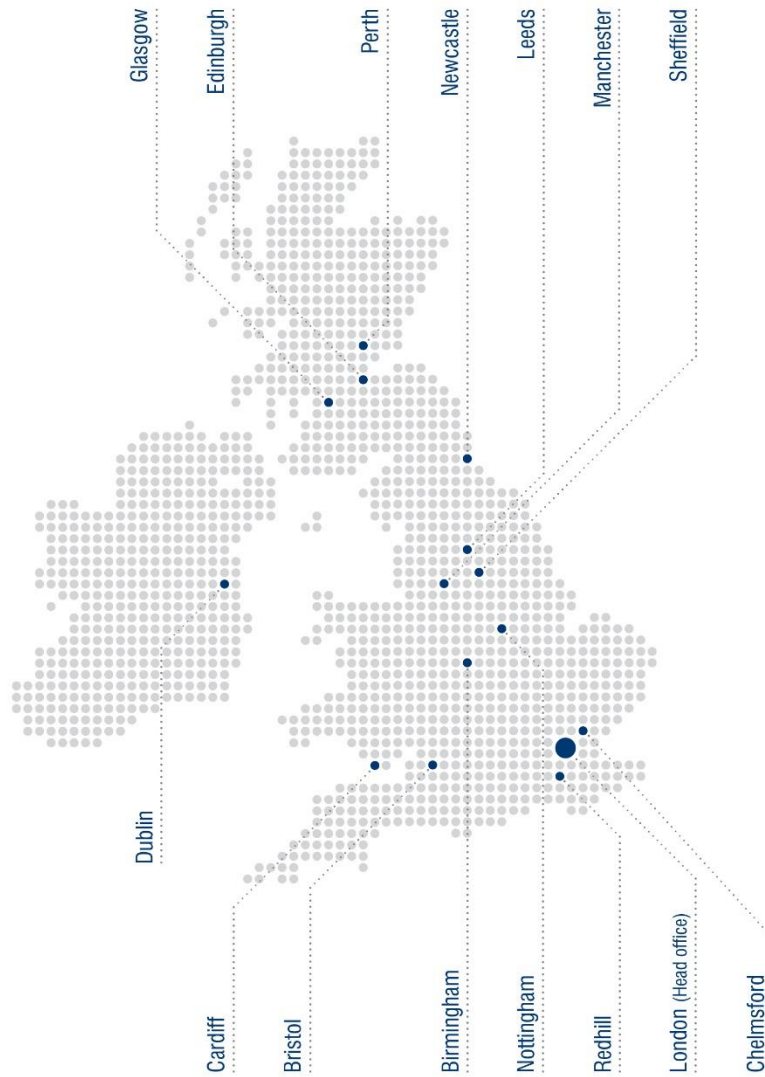 Glasgow
Edinburgh
Perth
Newcastle
Leeds
Manchester
Sheffield
Dublin
Cardiff
Bristol
Birmingham
Nottingham
Redhill
London (Head office)
Chelmsford